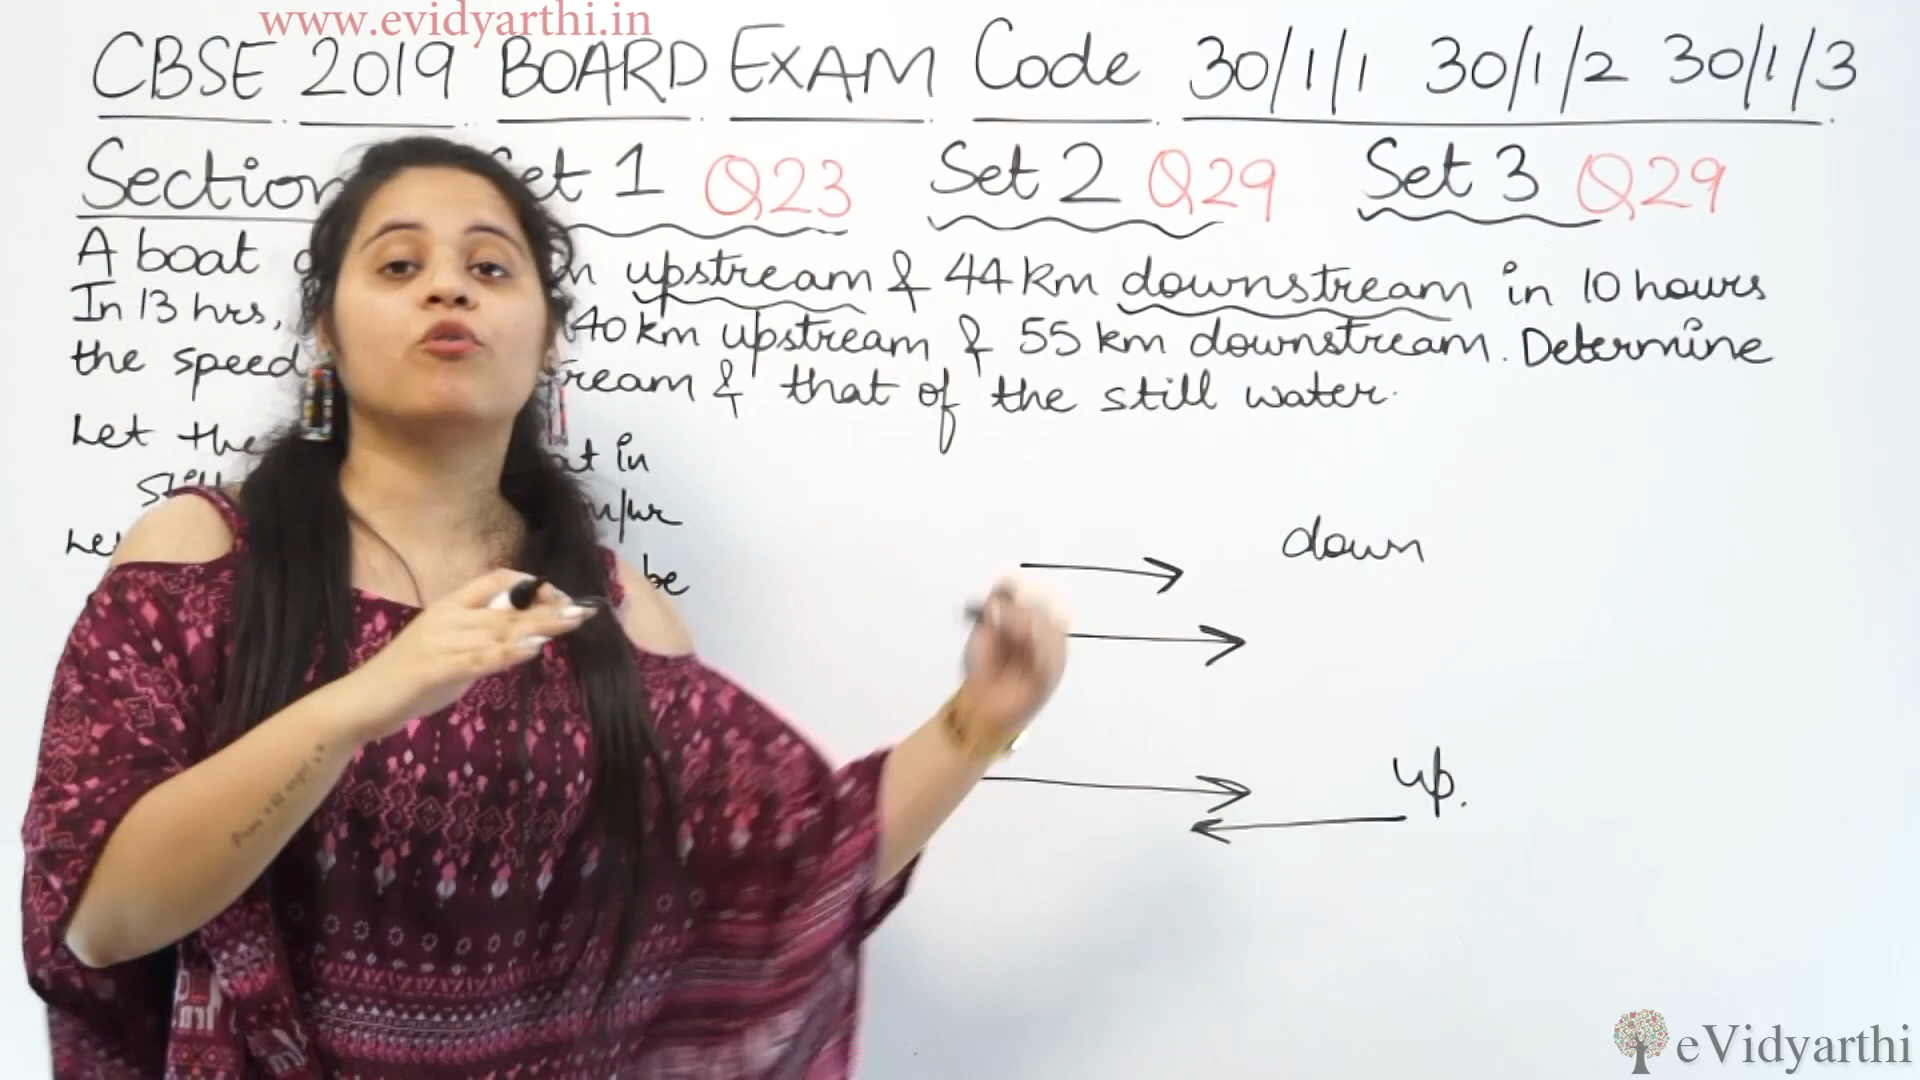 www.evidyarthi.in
CBSE 2019 BOARD EXAM Code 30/1/1 30/1/2 30/1/3
Section Set 1 Q23 Set 2 Q29 Set 3 Q29
A boat upstream & 44 km downstream in 10 hours
In 13 hrs, 40 km upstream & 55 km downstream. Determine
the speed & that of the still water.
Let the in
still
be
down
up.
eVidyarthi